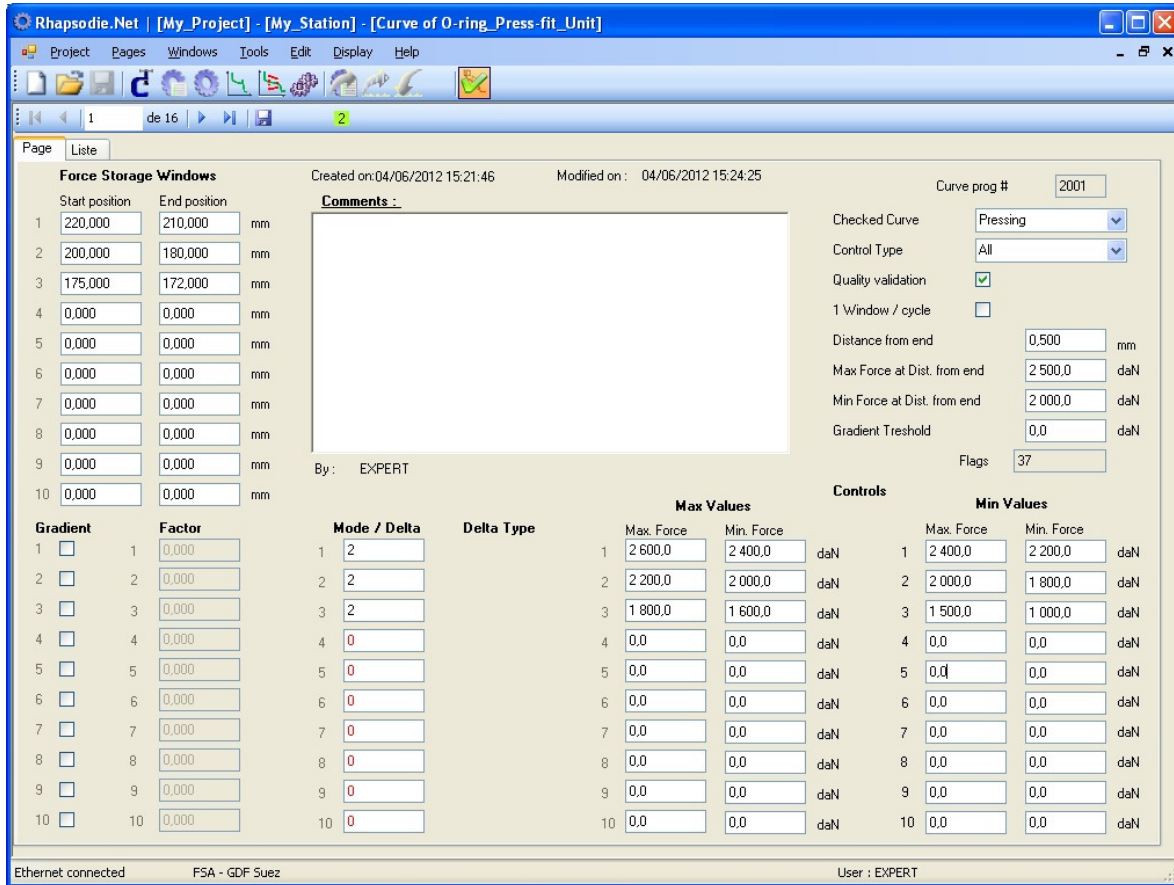 Rhapsodie.Net | [My_Project] - [My_Station] - [Curve of O-ring_Press-fit_Unit]
Project Pages Windows Tools Edit Display Help
1 de 16 2
Page Liste
Force Storage Windows Created on:04/06/2012 15:21:46 Modified on : 04/06/2012 15:24:25
Curve prog # 2001
Start position End position Comments :
1 220,000 210,000 mm
2 200,000 180,000 mm
3 175,000 172,000 mm
4 0,000 0,000 mm
5 0,000 0,000 mm
6 0,000 0,000 mm
7 0,000 0,000 mm
8 0,000 0,000 mm
9 0,000 0,000 mm
10 0,000 0,000 mm
Checked Curve Pressing
Control Type All
Quality validation
1 Window / cycle
Distance from end 0,500 mm
Max Force at Dist. from end 2 500,0 daN
Min Force at Dist. from end 2 000,0 daN
Gradient Treshold 0,0 daN
Flags 37
By : EXPERT
Controls
Max Values Min Values
Gradient Factor Mode / Delta Delta Type Max. Force Min. Force Max. Force Min. Force
1 1 0,000 1 2 1 2 600,0 2 400,0 daN 1 2 400,0 2 200,0 daN
2 2 0,000 2 2 2 2 200,0 2 000,0 daN 2 2 000,0 1 800,0 daN
3 3 0,000 3 2 3 1 800,0 1 600,0 daN 3 1 500,0 1 000,0 daN
4 4 0,000 4 0 4 0,0 0,0 daN 4 0,0 0,0 daN
5 5 0,000 5 0 5 0,0 0,0 daN 5 0,0 0,0 daN
6 6 0,000 6 0 6 0,0 0,0 daN 6 0,0 0,0 daN
7 7 0,000 7 0 7 0,0 0,0 daN 7 0,0 0,0 daN
8 8 0,000 8 0 8 0,0 0,0 daN 8 0,0 0,0 daN
9 9 0,000 9 0 9 0,0 0,0 daN 9 0,0 0,0 daN
10 10 0,000 10 0 10 0,0 0,0 daN 10 0,0 0,0 daN
Ethernet connected FSA - GDF Suez User : EXPERT